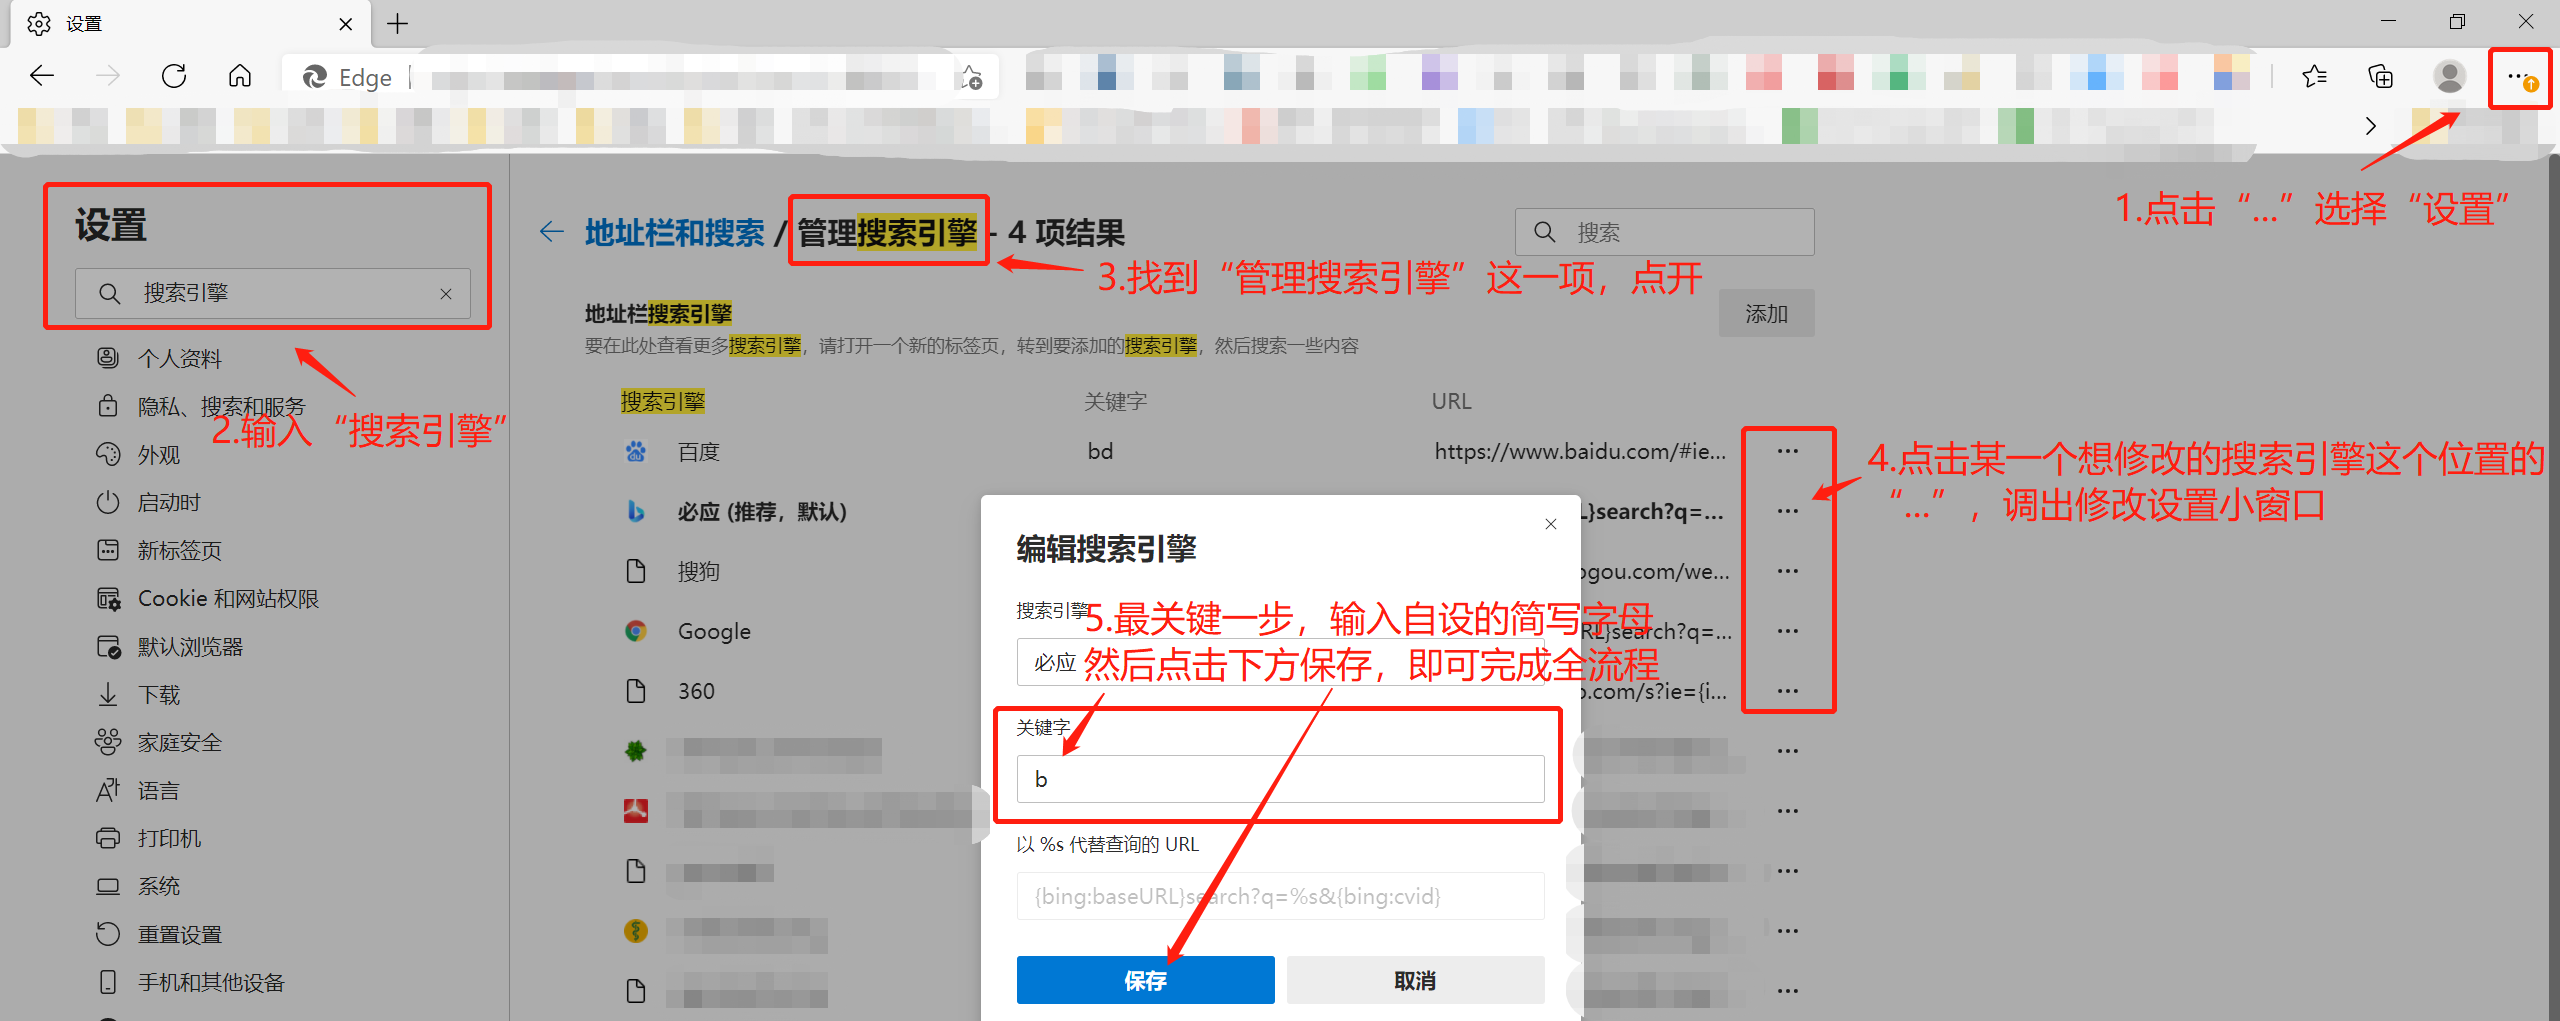 设置
Edge
1.点击“...”选择“设置”
设置
搜索引擎
2.输入“搜索引擎”
个人资料
隐私、搜索和服务
外观
启动时
新标签页
Cookie 和网站权限
默认浏览器
下载
家庭安全
语言
打印机
系统
重置设置
手机和其他设备
地址栏和搜索 / 管理搜索引擎 - 4 项结果
搜索
3.找到“管理搜索引擎”这一项，点开
添加
地址栏搜索引擎
要在此处查看更多搜索引擎，请打开一个新的标签页，转到要添加的搜索引擎，然后搜索一些内容
搜索引擎 关键字 URL
百度 bd https://www.baidu.com/#ie...
必应 (推荐，默认) }search?q=...
搜狗 ogou.com/we...
Google RL}search?q=...
360 o.com/s?ie={i...
4.点击某一个想修改的搜索引擎这个位置的
“...”，调出修改设置小窗口
编辑搜索引擎
搜索引擎
必应
5.最关键一步，输入自设的简写字母
然后点击下方保存，即可完成全流程
关键字
b
以 %s 代替查询的 URL
{bing:baseURL}search?q=%s&{bing:cvid}
保存 取消